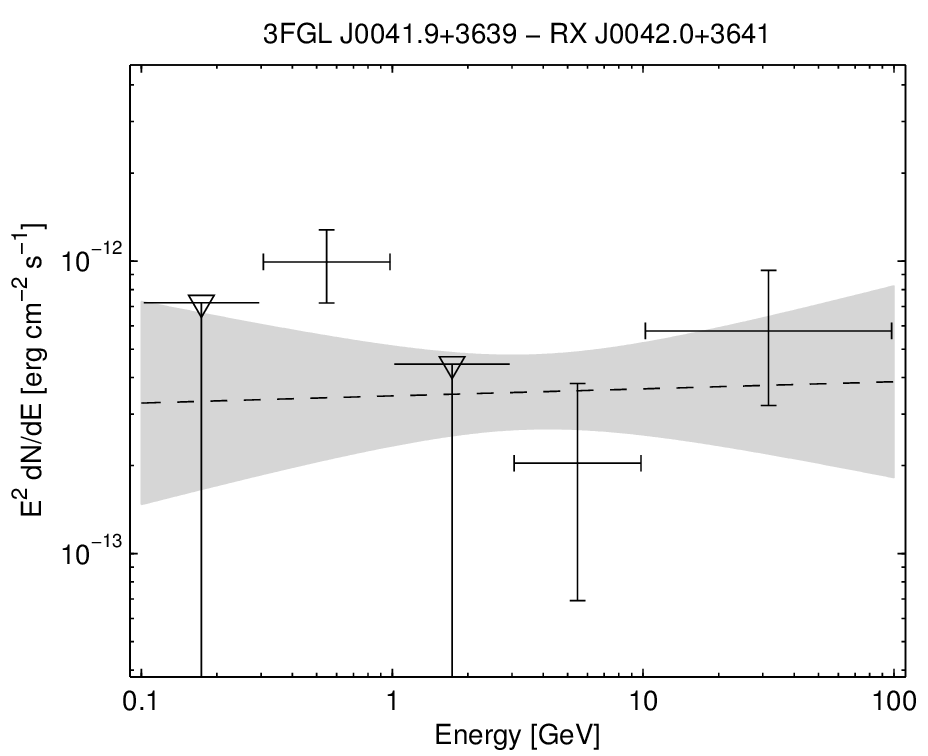 3FGL J0041.9+3639 – RX J0042.0+3641
E² dN/dE [erg cm⁻² s⁻¹]
10⁻¹²
10⁻¹³
0.1 1 10 100
Energy [GeV]